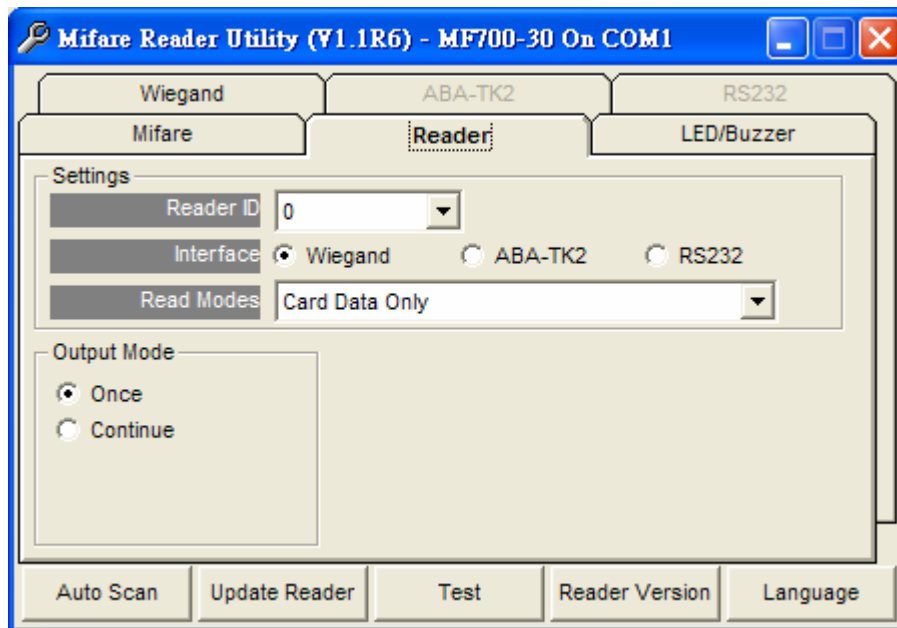 Mifare Reader Utility (V1.1R6) - MF700-30 On COM1
Wiegand ABA-TK2 RS232
Mifare Reader LED/Buzzer
Settings
Reader ID 0
Interface Wiegand ABA-TK2 RS232
Read Modes Card Data Only
Output Mode
Once
Continue
Auto Scan Update Reader Test Reader Version Language